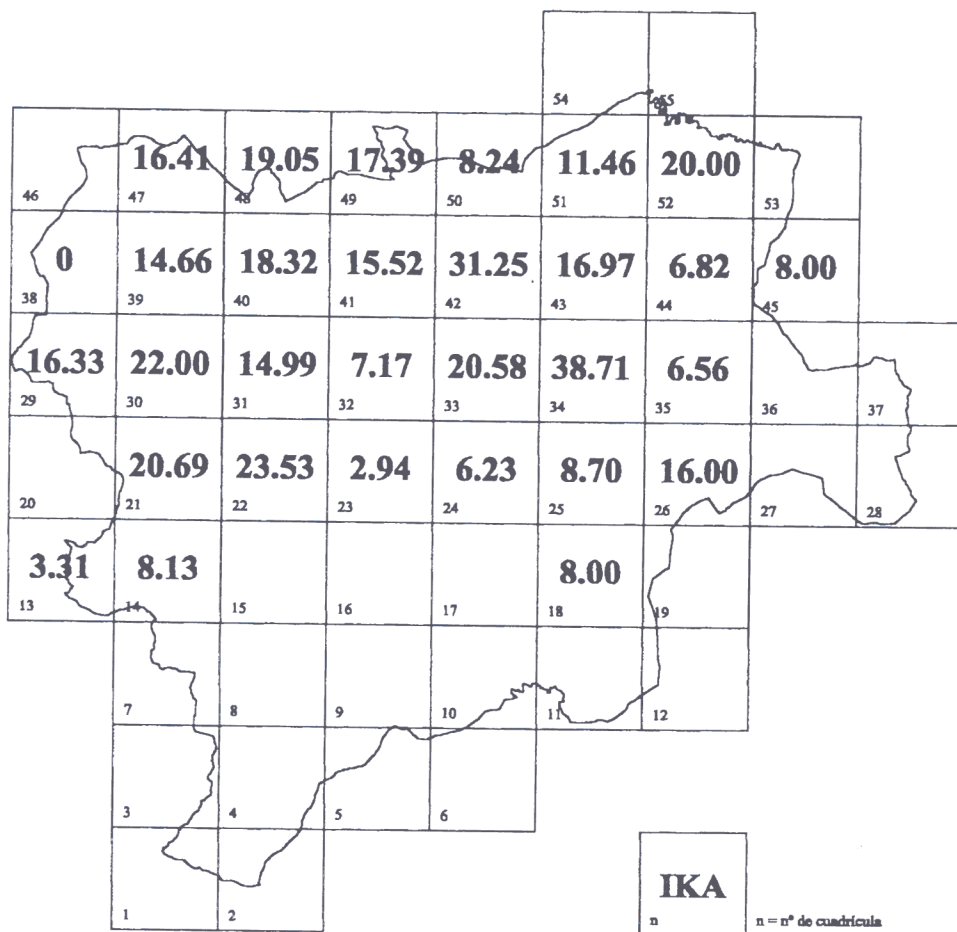 54 55
16.41 19.05 17.39 8.24 11.46 20.00
46 47 48 49 50 51 52 53
0 14.66 18.32 15.52 31.25 16.97 6.82 8.00
38 39 40 41 42 43 44 45
16.33 22.00 14.99 7.17 20.58 38.71 6.56
29 30 31 32 33 34 35 36 37
20.69 23.53 2.94 6.23 8.70 16.00
20 21 22 23 24 25 26 27 28
3.31 8.13 8.00
13 14 15 16 17 18 19
7 8 9 10 11 12
3 4 5 6
IKA
1 2 n n = nº de cuadrícula